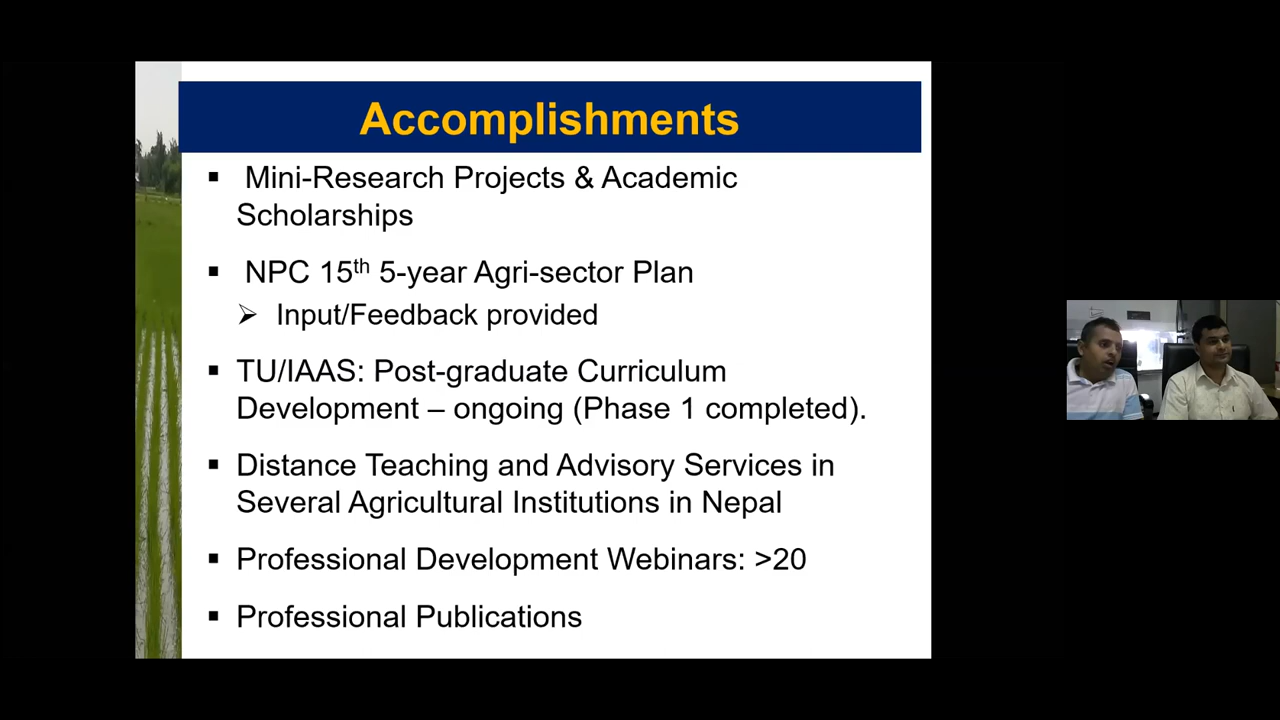 Accomplishments
▪ Mini-Research Projects & Academic
Scholarships
▪ NPC 15th 5-year Agri-sector Plan
➢ Input/Feedback provided
▪ TU/IAAS: Post-graduate Curriculum
Development – ongoing (Phase 1 completed).
▪ Distance Teaching and Advisory Services in
Several Agricultural Institutions in Nepal
▪ Professional Development Webinars: >20
▪ Professional Publications